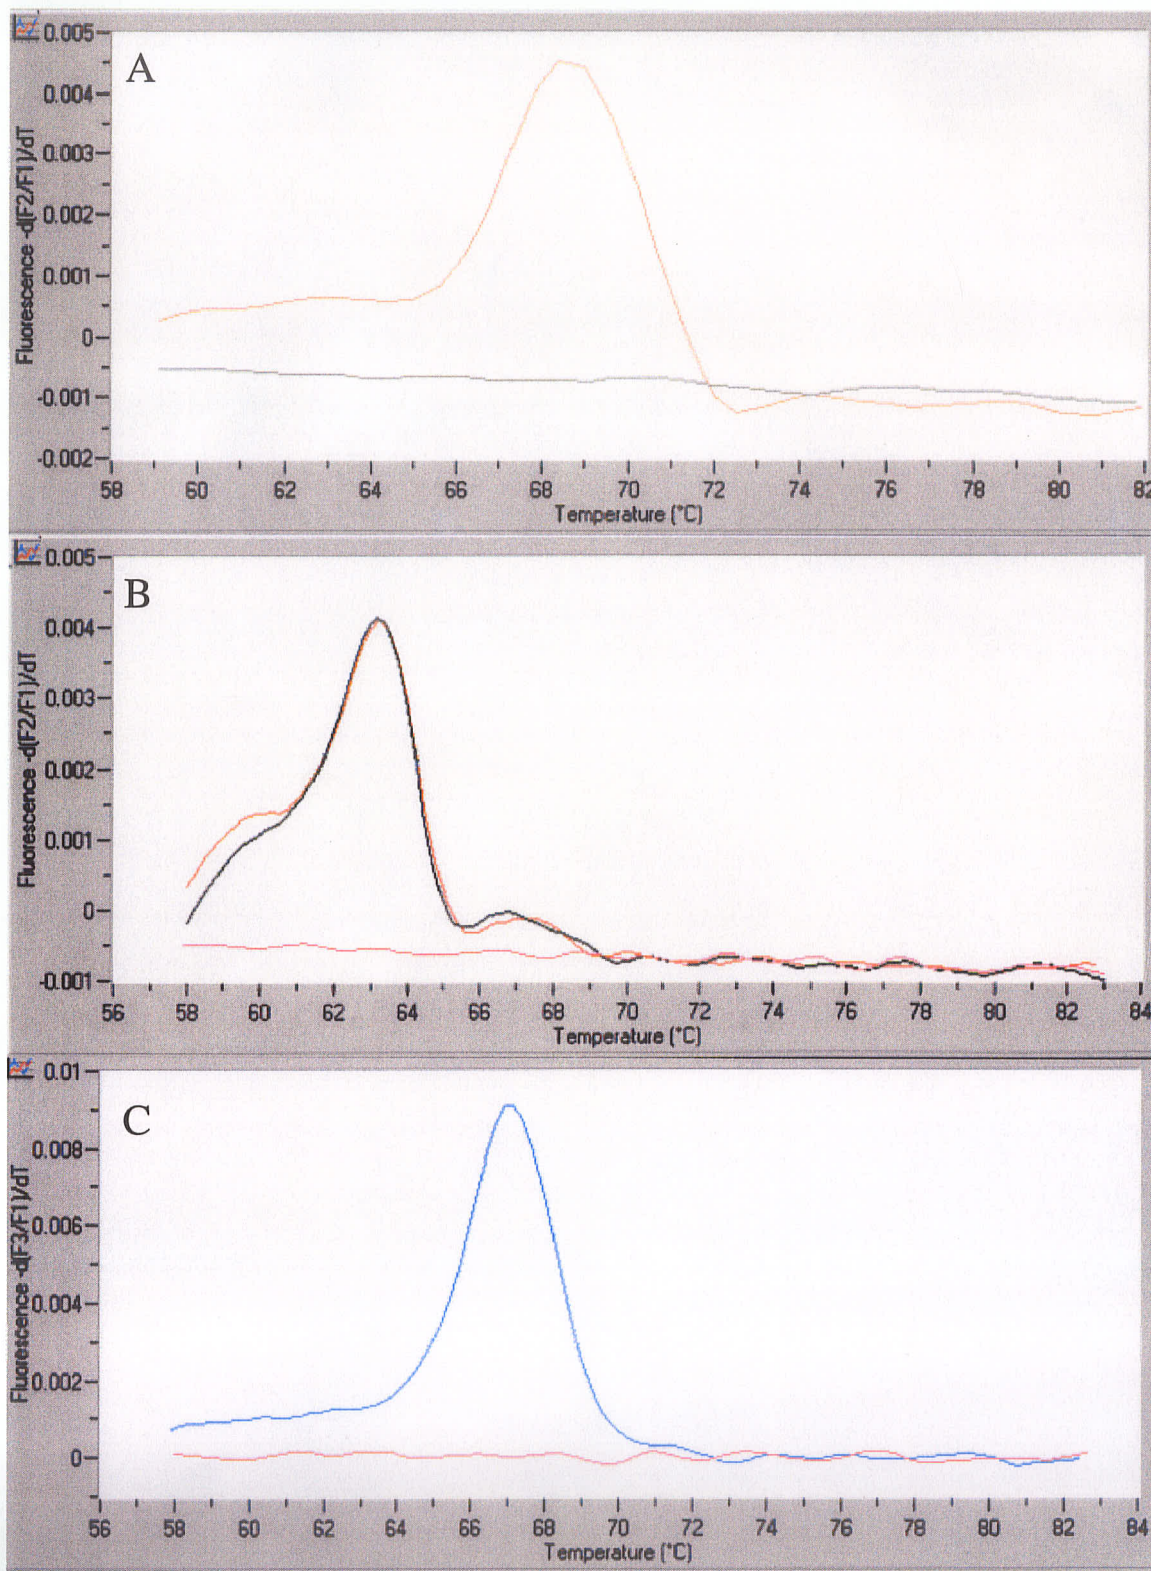 A
Fluorescence -d(F2/F1)/dT
0.005
0.004
0.003
0.002
0.001
0
-0.001
-0.002
58 60 62 64 66 68 70 72 74 76 78 80 82
Temperature (°C)
B
Fluorescence -d(F2/F1)/dT
0.005
0.004
0.003
0.002
0.001
0
-0.001
56 58 60 62 64 66 68 70 72 74 76 78 80 82 84
Temperature (°C)
C
Fluorescence -d(F3/F1)/dT
0.01
0.008
0.006
0.004
0.002
0
56 58 60 62 64 66 68 70 72 74 76 78 80 82 84
Temperature (°C)